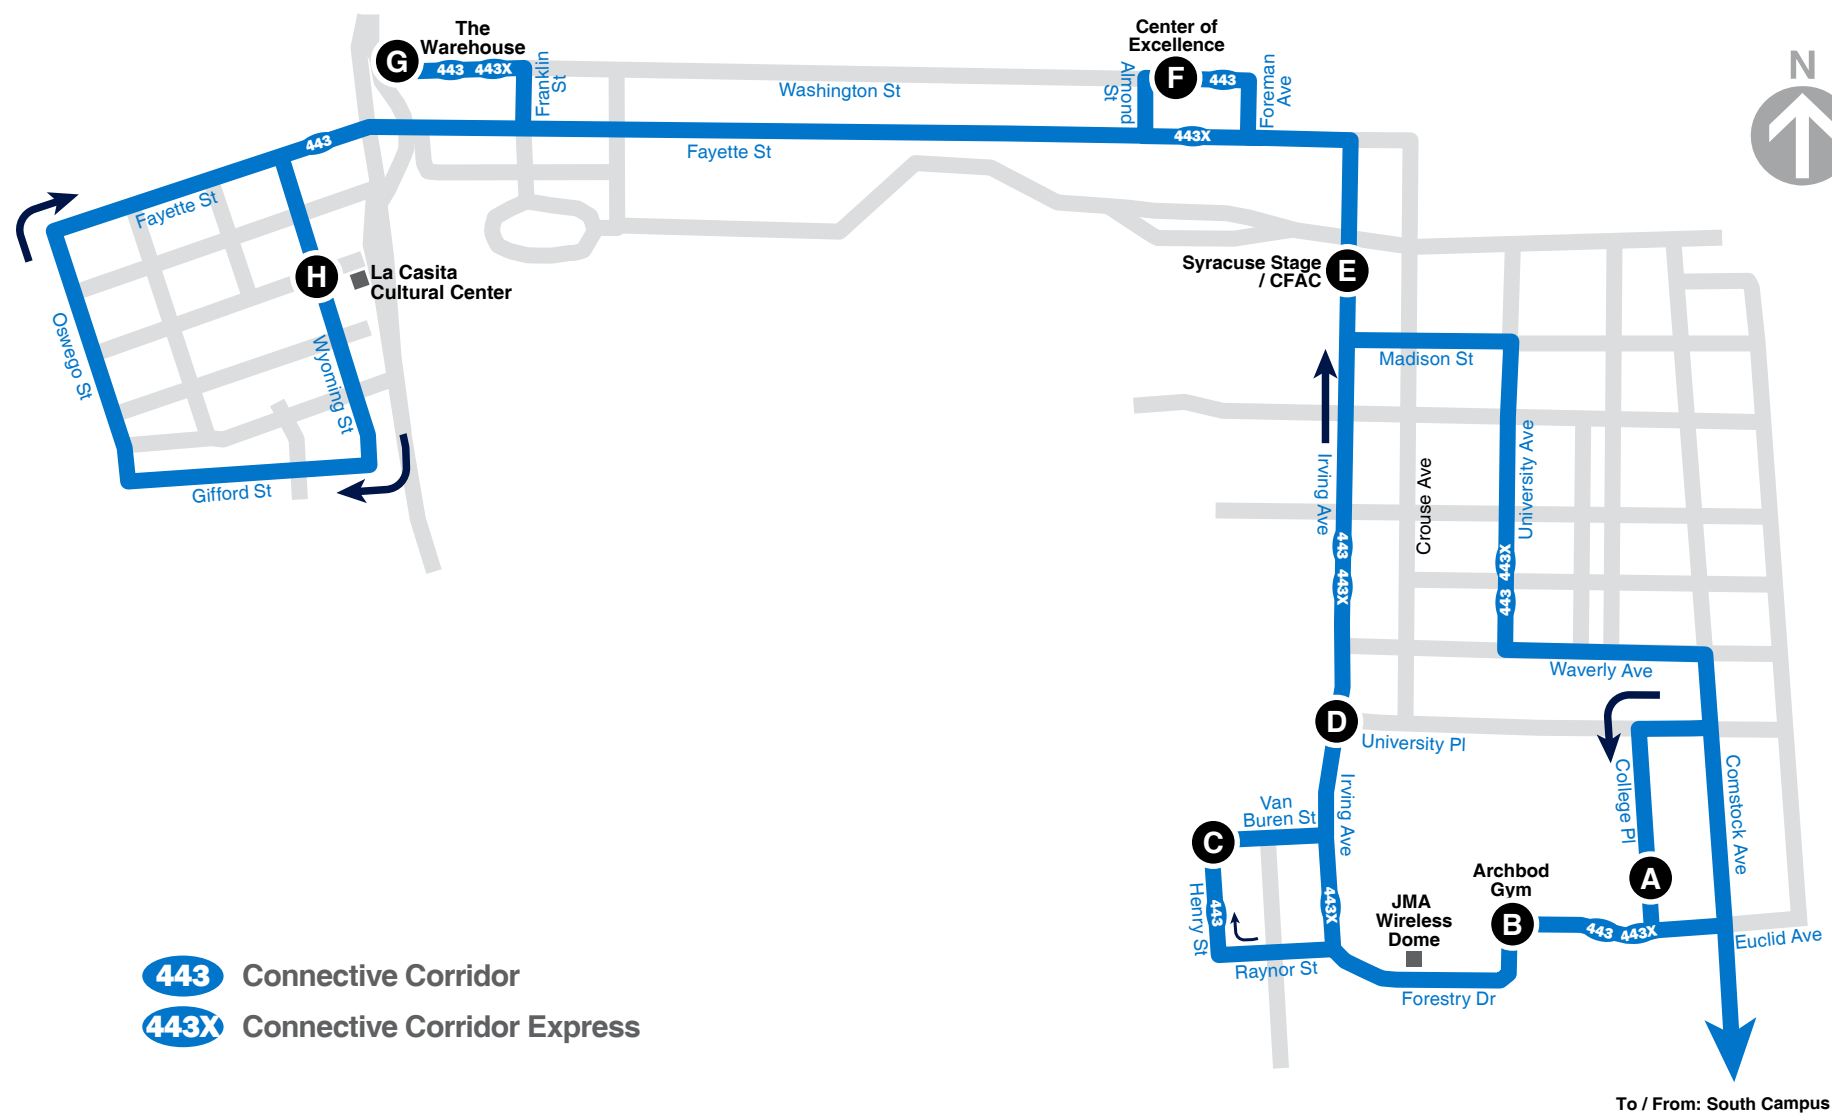 The
Warehouse
G
443
443X
Franklin
St
Washington St
Center of
Excellence
Almond
St
F
443
Foreman
Ave
N
443
Fayette St
443X
Fayette St
H
La Casita
Cultural Center
Oswego St
Wyoming St
Gifford St
Syracuse Stage
/ CFAC
E
Madison St
Irving Ave
Crouse Ave
University Ave
443
443X
443X
443
Waverly Ave
D
University Pl
College Pl
Comstock Ave
Irving Ave
Van
Buren St
C
Henry St
443
443X
Raynor St
JMA
Wireless
Dome
Archbod
Gym
B
A
443
443X
Euclid Ave
Forestry Dr
443 Connective Corridor
443X Connective Corridor Express
To / From: South Campus